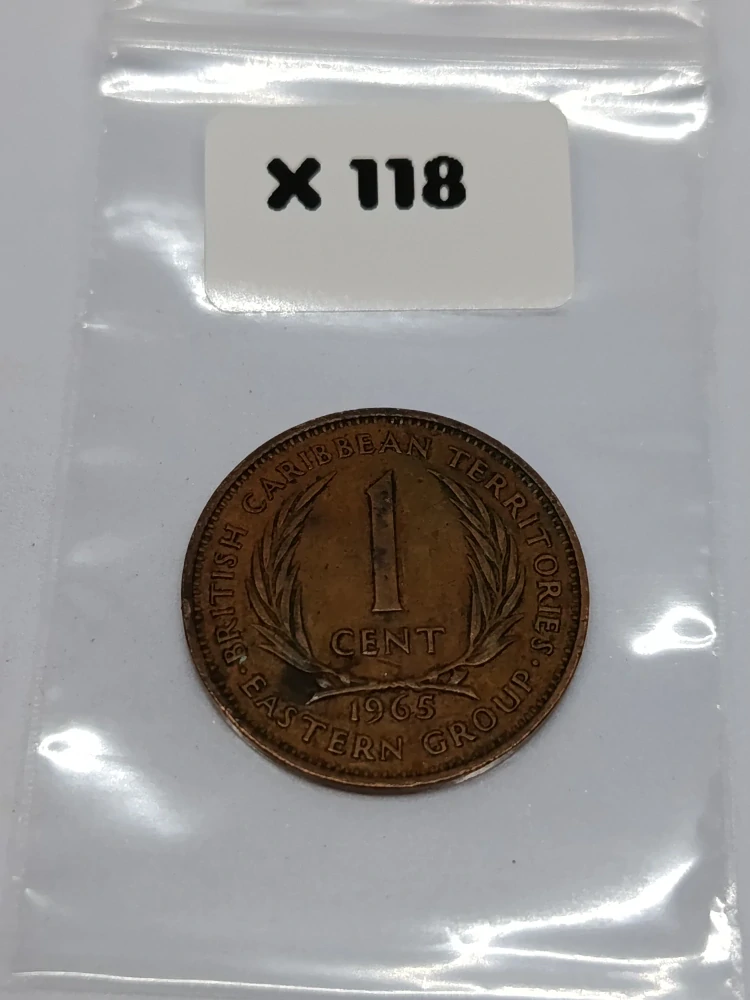 X 118
BRITISH CARIBBEAN TERRITORIES
1
CENT
1965
· EASTERN GROUP ·